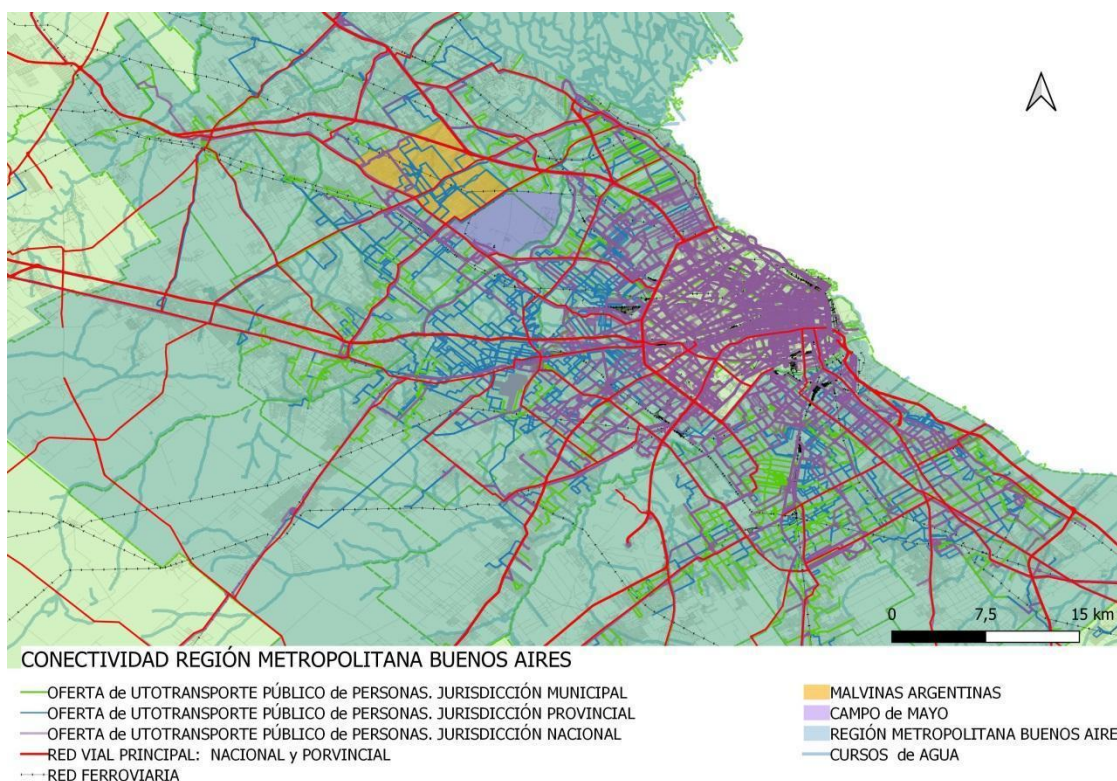 0 7,5 15 km
CONECTIVIDAD REGIÓN METROPOLITANA BUENOS AIRES
OFERTA de UTOTRANSPORTE PÚBLICO de PERSONAS. JURISDICCIÓN MUNICIPAL
OFERTA de UTOTRANSPORTE PÚBLICO de PERSONAS. JURISDICCIÓN PROVINCIAL
OFERTA de UTOTRANSPORTE PÚBLICO de PERSONAS. JURISDICCIÓN NACIONAL
RED VIAL PRINCIPAL: NACIONAL y PORVINCIAL
RED FERROVIARIA
MALVINAS ARGENTINAS
CAMPO de MAYO
REGIÓN METROPOLITANA BUENOS AIRE
CURSOS de AGUA